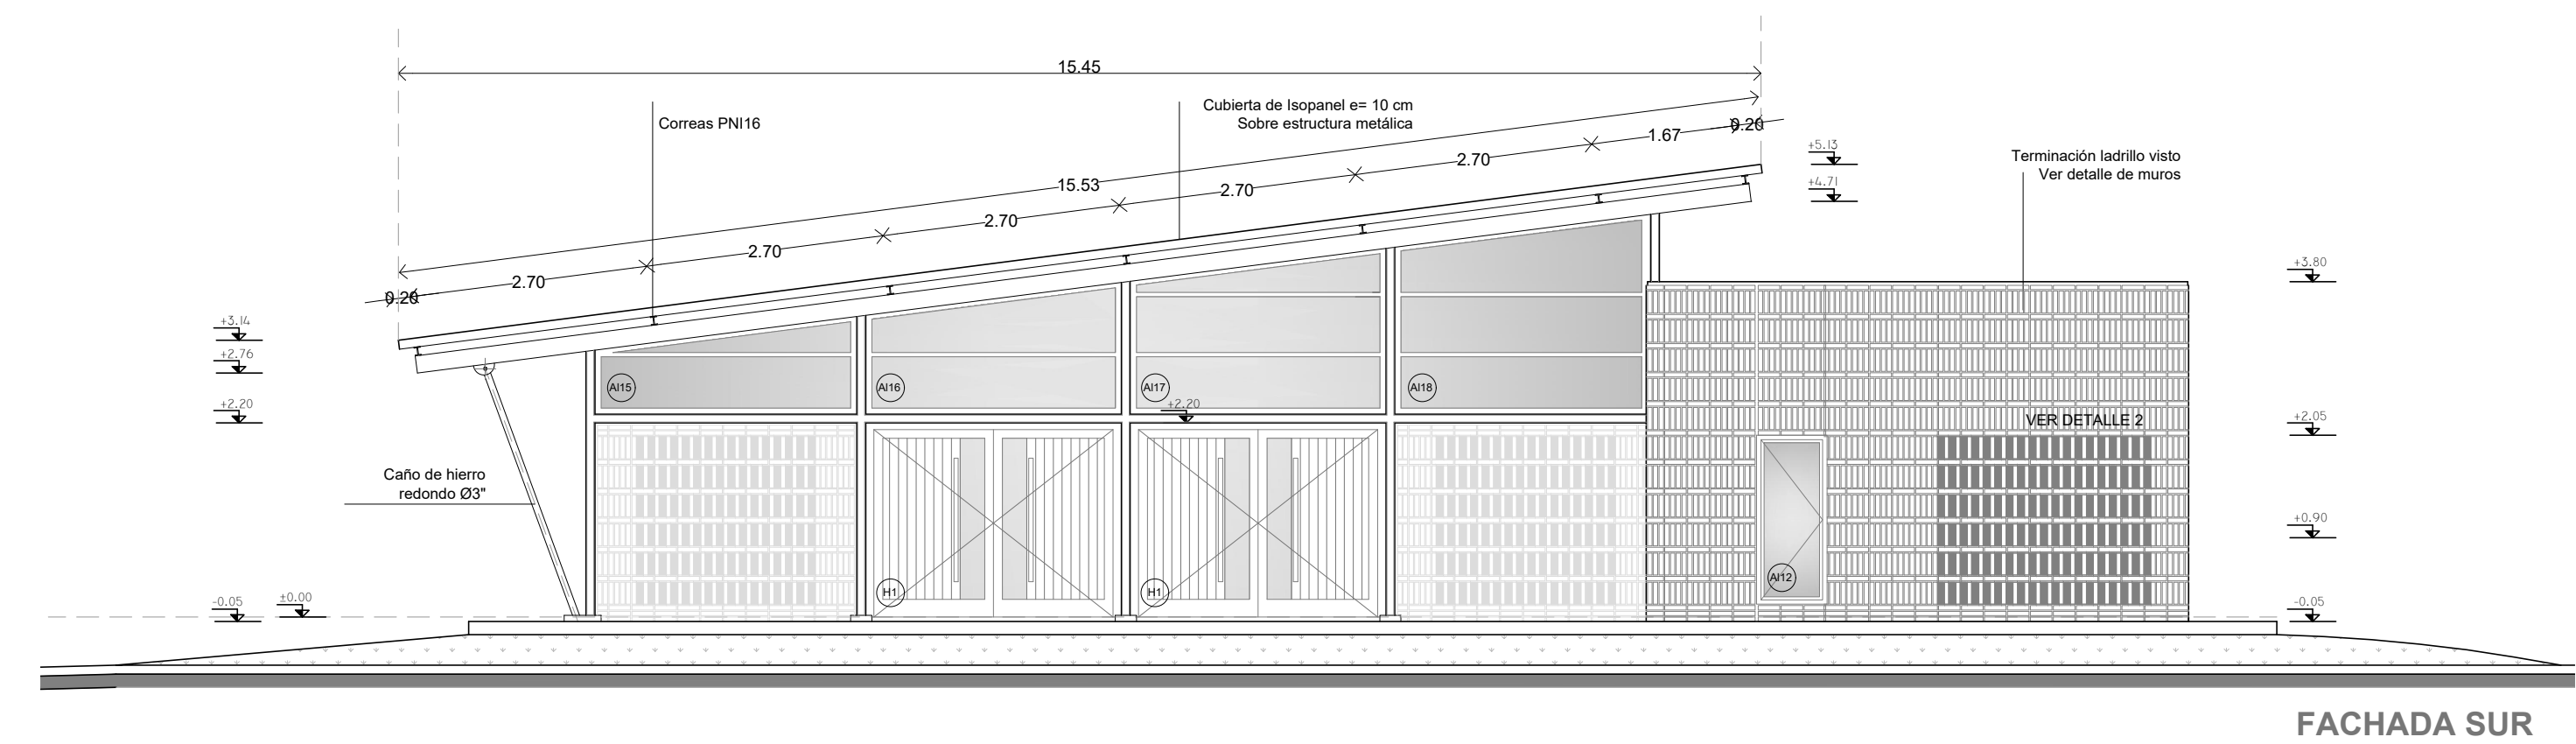 15.45
Correas PNI16
Cubierta de Isopanel e= 10 cm
Sobre estructura metálica
0.20
1.67
2.70
2.70
2.70
2.70
2.70
0.20
15.53
+5.13
+4.71
Terminación ladrillo visto
Ver detalle de muros
+3.80
+3.14
+2.76
+2.20
AI15
AI16
AI17
AI18
+2.20
VER DETALLE 2
+2.05
Caño de hierro
redondo Ø3"
+0.90
AI12
H1
H1
-0.05
±0.00
-0.05
FACHADA SUR